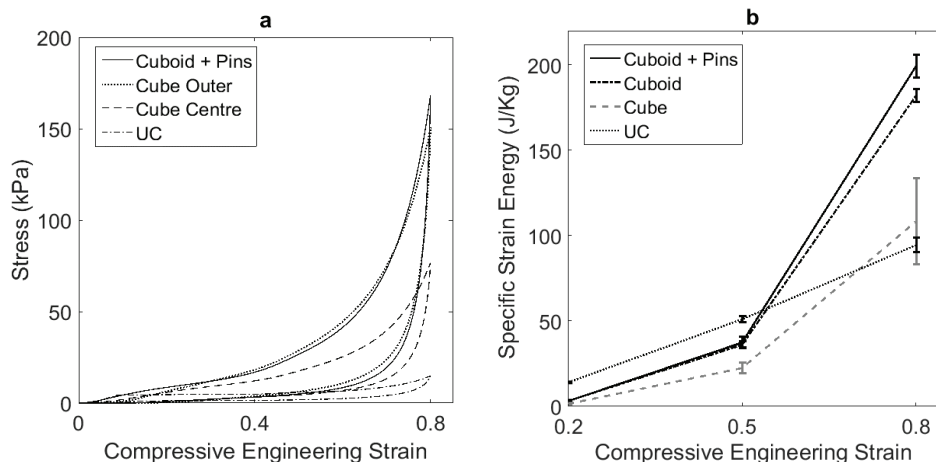 a
200
150
100
50
0
Stress (kPa)
Cuboid + Pins
Cube Outer
Cube Centre
UC
0
0.4
0.8
Compressive Engineering Strain
b
200
150
100
50
0
Specific Strain Energy (J/Kg)
Cuboid + Pins
Cuboid
Cube
UC
0.2
0.5
0.8
Compressive Engineering Strain